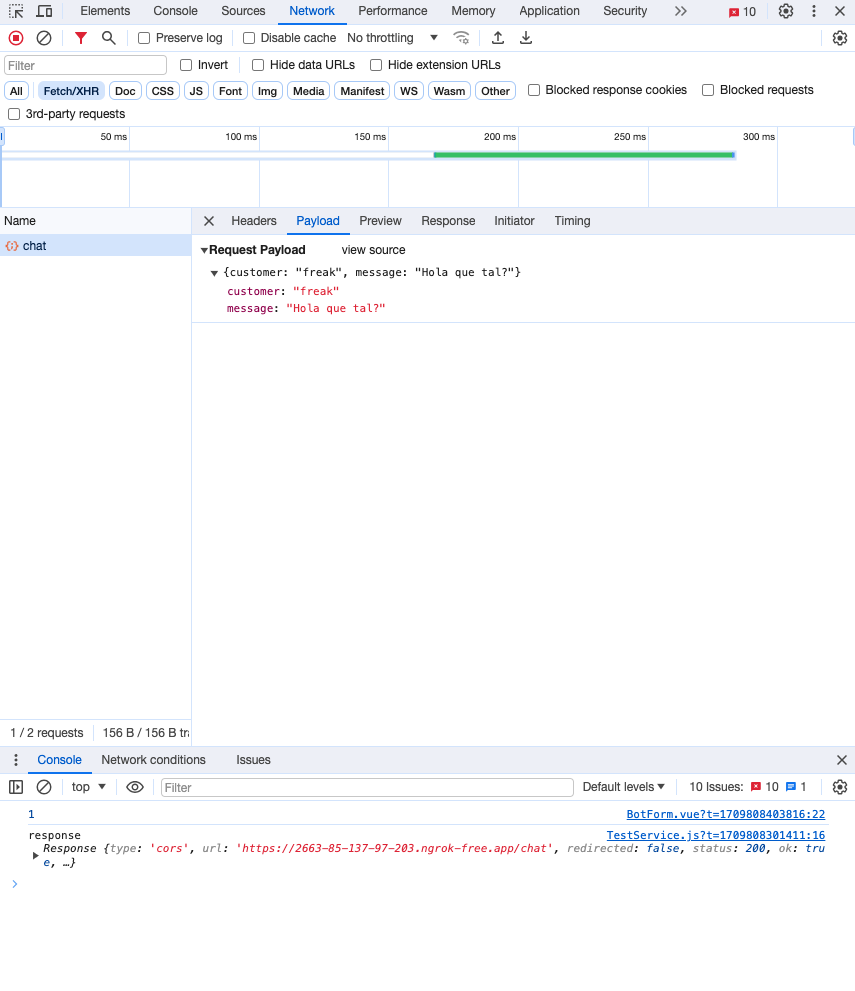 Elements Console Sources Network Performance Memory Application Security 10
Preserve log Disable cache No throttling
Filter Invert Hide data URLs Hide extension URLs
All Fetch/XHR Doc CSS JS Font Img Media Manifest WS Wasm Other Blocked response cookies Blocked requests
3rd-party requests
50 ms 100 ms 150 ms 200 ms 250 ms 300 ms
Name Headers Payload Preview Response Initiator Timing
chat
Request Payload view source
{customer: "freak", message: "Hola que tal?"}
customer: "freak"
message: "Hola que tal?"
1 / 2 requests 156 B / 156 B
Console Network conditions Issues
top Filter Default levels 10 Issues: 10 1
1 BotForm.vue?t=1709808403816:22
response TestService.js?t=1709808301411:16
Response {type: 'cors', url: 'https://2663-85-137-97-203.ngrok-free.app/chat', redirected: false, status: 200, ok: tru
e, …}